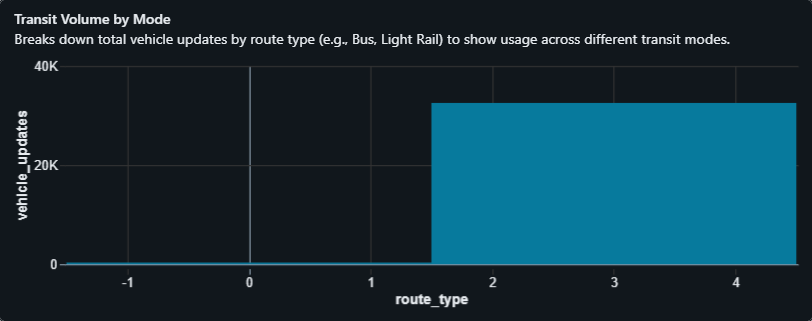 Transit Volume by Mode
Breaks down total vehicle updates by route type (e.g., Bus, Light Rail) to show usage across different transit modes.
40K
20K
0
vehicle_updates
-1
0
1
2
3
4
route_type